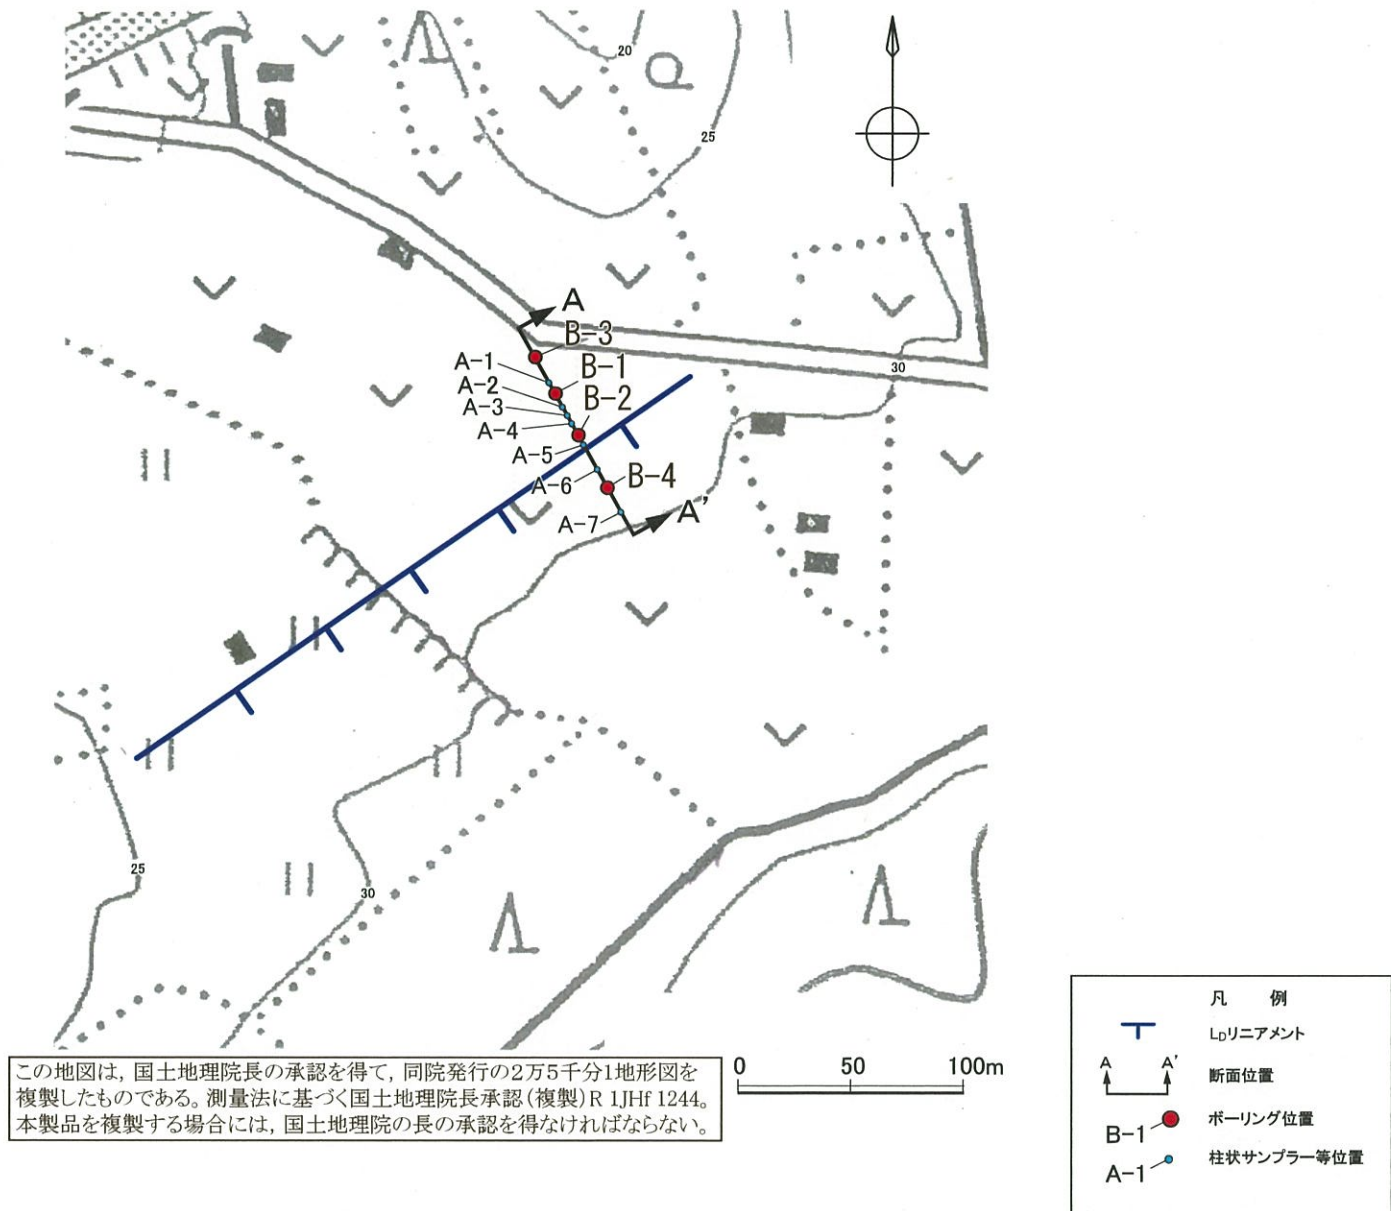 20
25
A
B-3
A-1
B-1
A-2
B-2
A-3
A-4
A-5
A-6
B-4
A-7
A'
30
25
30
この地図は，国土地理院長の承認を得て，同院発行の2万5千分1地形図を
複製したものである。測量法に基づく国土地理院長承認（複製）R 1JHf 1244。
本製品を複製する場合には，国土地理院の長の承認を得なければならない。
0 50 100m
凡 例
LDリニアメント
A A'
断面位置
B-1
ボーリング位置
A-1
柱状サンプラー等位置